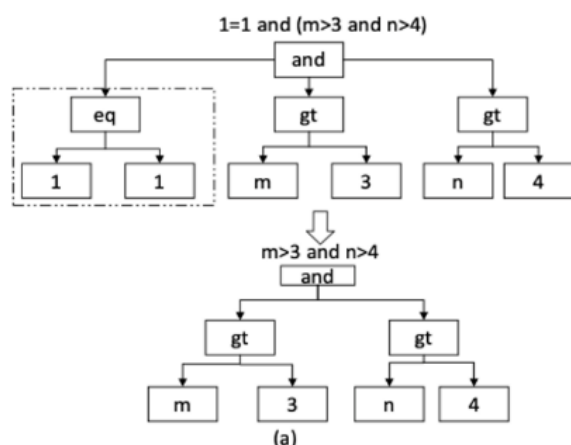 1=1 and (m>3 and n>4)
and
eq gt gt
1 1 m 3 n 4
m>3 and n>4
and
gt gt
m 3 n 4
(a)